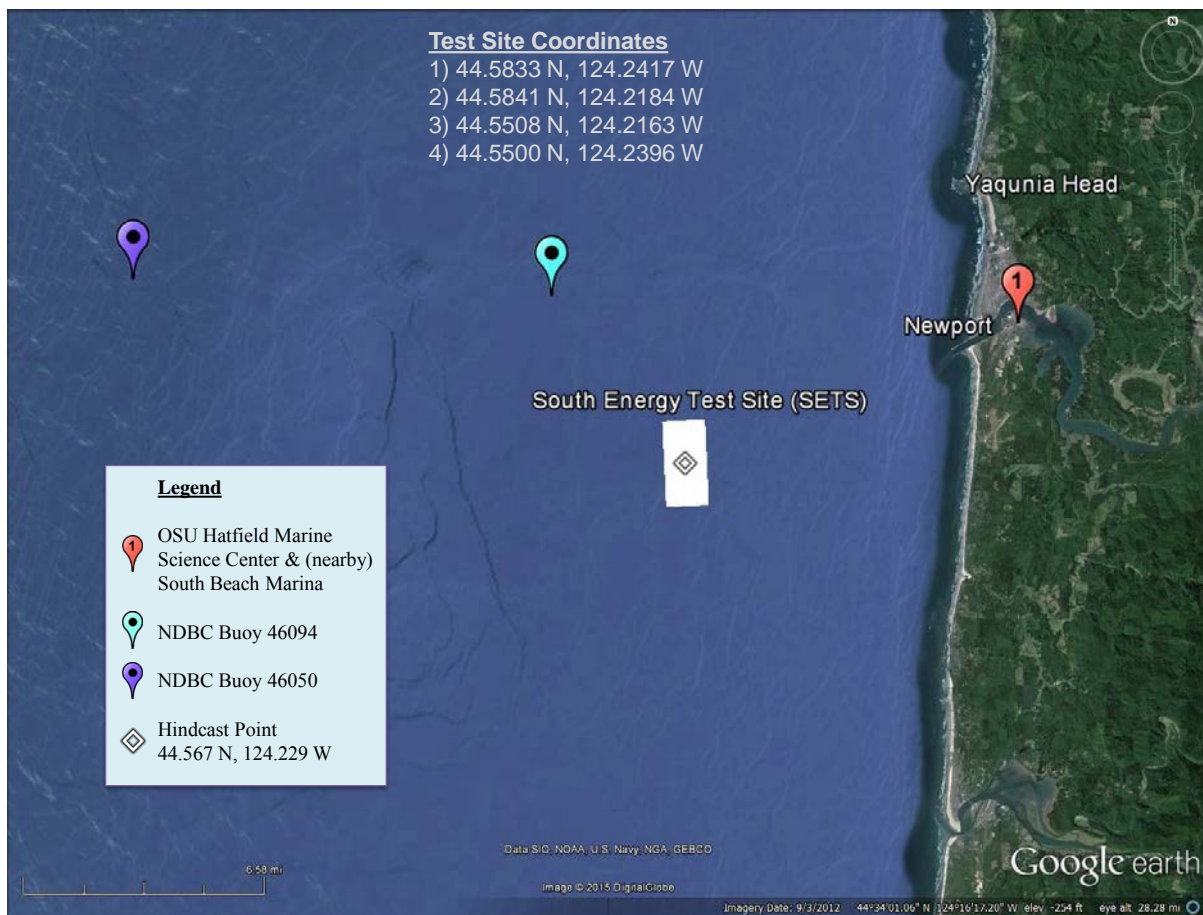 Test Site Coordinates
1) 44.5833 N, 124.2417 W
2) 44.5841 N, 124.2184 W
3) 44.5508 N, 124.2163 W
4) 44.5500 N, 124.2396 W
N
Yaqunia Head
1
Newport
South Energy Test Site (SETS)
Legend
1
OSU Hatfield Marine
Science Center & (nearby)
South Beach Marina
NDBC Buoy 46094
NDBC Buoy 46050
Hindcast Point
44.567 N, 124.229 W
Data SIO, NOAA, U.S. Navy, NGA, GEBCO
6.58 mi
Image © 2015 DigitalGlobe
Google earth
Imagery Date: 9/3/2012 44°34'01.06" N 124°16'17.20" W elev -254 ft eye alt 28.28 mi